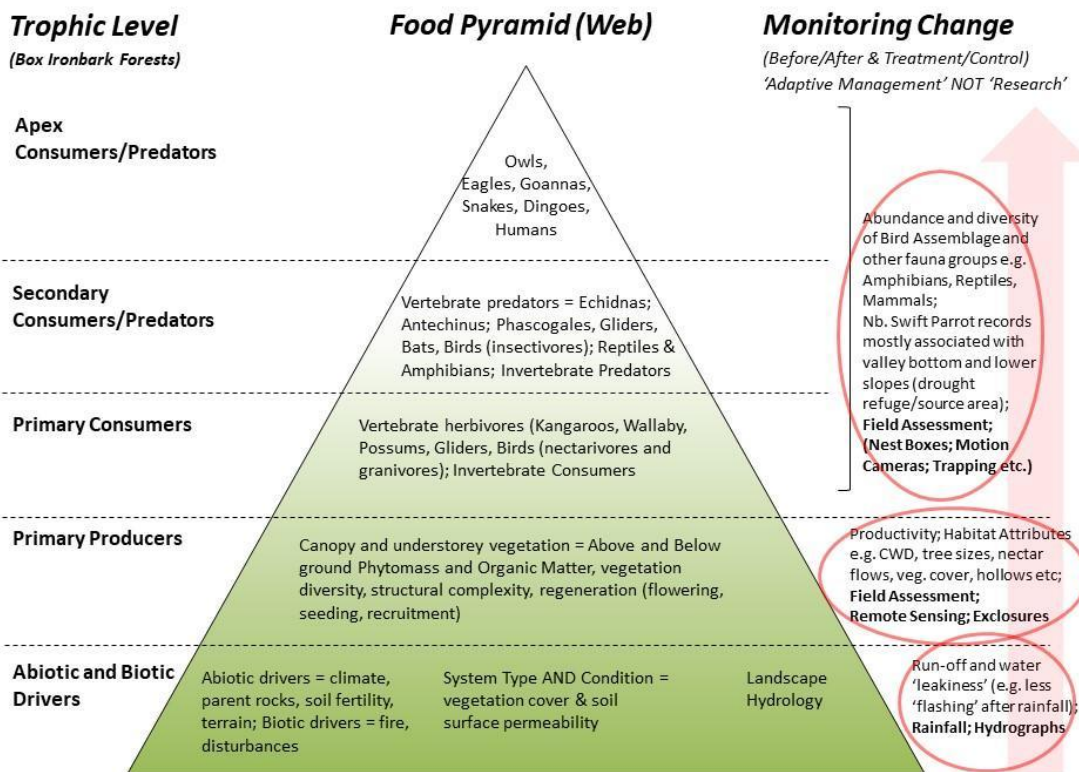 Trophic Level
(Box Ironbark Forests)
Food Pyramid (Web)
Monitoring Change
(Before/After & Treatment/Control)
‘Adaptive Management’ NOT ‘Research’
Apex
Consumers/Predators
Owls,
Eagles, Goannas,
Snakes, Dingoes,
Humans
Secondary
Consumers/Predators
Vertebrate predators = Echidnas;
Antechinus; Phascogales, Gliders,
Bats, Birds (insectivores); Reptiles &
Amphibians; Invertebrate Predators
Primary Consumers
Vertebrate herbivores (Kangaroos, Wallaby,
Possums, Gliders, Birds (nectarivores and
granivores); Invertebrate Consumers
Abundance and diversity
of Bird Assemblage and
other fauna groups e.g.
Amphibians, Reptiles,
Mammals;
Nb. Swift Parrot records
mostly associated with
valley bottom and lower
slopes (drought
refuge/source area);
Field Assessment;
(Nest Boxes; Motion
Cameras; Trapping etc.)
Primary Producers
Canopy and understorey vegetation = Above and Below
ground Phytomass and Organic Matter, vegetation
diversity, structural complexity, regeneration (flowering,
seeding, recruitment)
Productivity; Habitat Attributes
e.g. CWD, tree sizes, nectar
flows, veg. cover, hollows etc;
Field Assessment;
Remote Sensing; Exclosures
Abiotic and Biotic
Drivers
Abiotic drivers = climate,
parent rocks, soil fertility,
terrain; Biotic drivers = fire,
disturbances
System Type AND Condition =
vegetation cover & soil
surface permeability
Landscape
Hydrology
Run-off and water
‘leakiness’ (e.g. less
‘flashing’ after rainfall);
Rainfall; Hydrographs